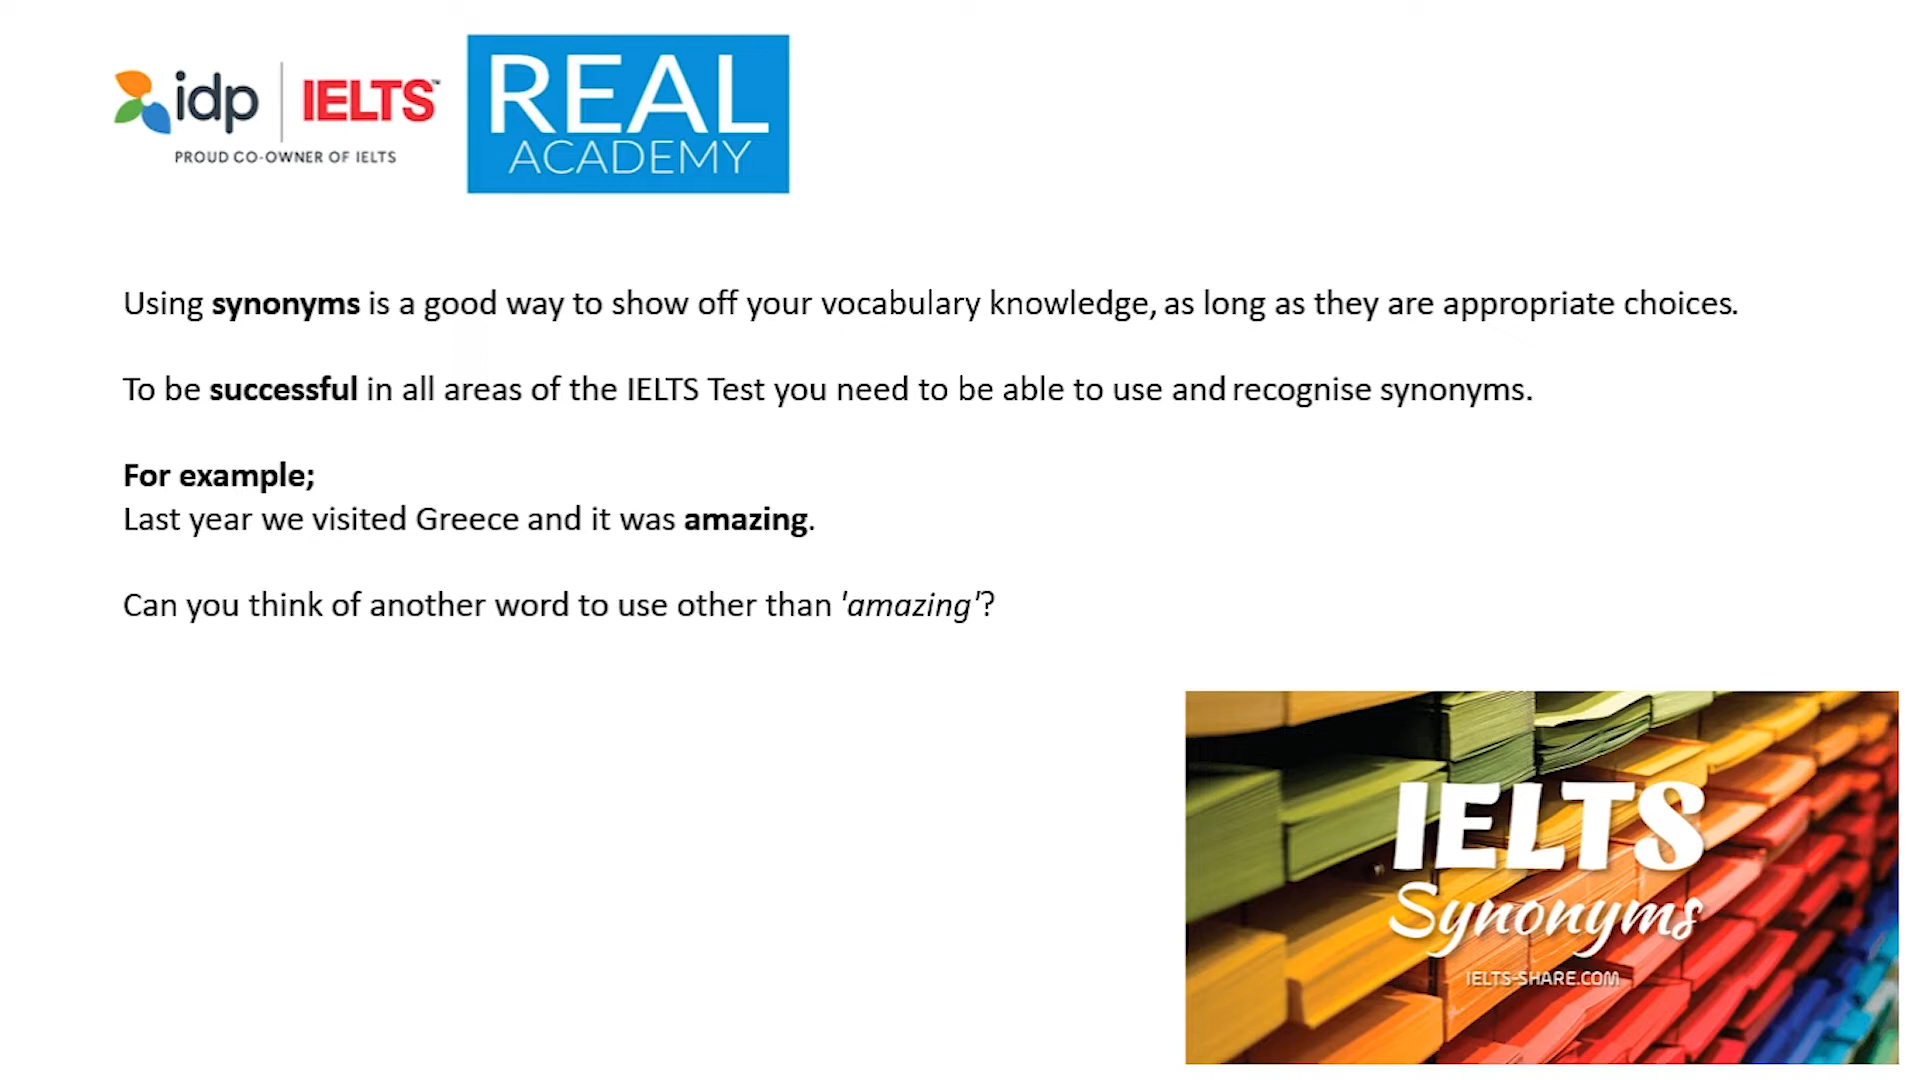 idp IELTS™
PROUD CO-OWNER OF IELTS
REAL
ACADEMY
Using synonyms is a good way to show off your vocabulary knowledge, as long as they are appropriate choices.
To be successful in all areas of the IELTS Test you need to be able to use and recognise synonyms.
For example;
Last year we visited Greece and it was amazing.
Can you think of another word to use other than 'amazing'?
IELTS
Synonyms
IELTS-SHARE.COM